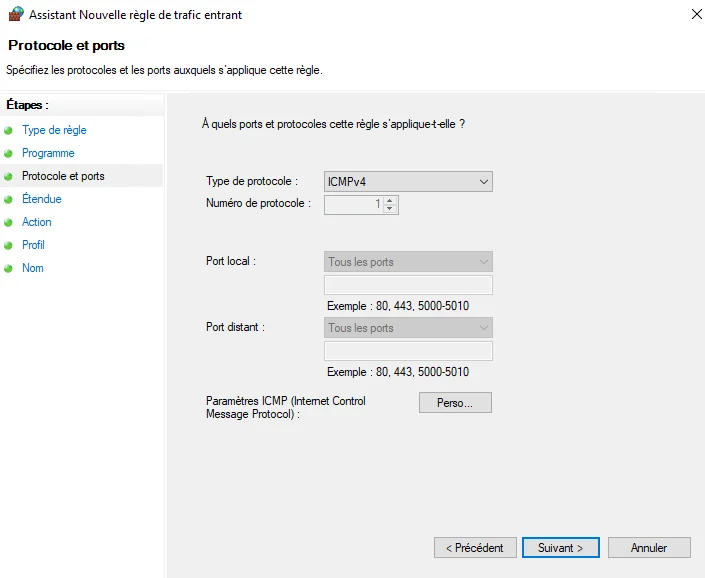 Assistant Nouvelle règle de trafic entrant
Protocole et ports
Spécifiez les protocoles et les ports auxquels s'applique cette règle.
Étapes :
Type de règle
Programme
Protocole et ports
Étendue
Action
Profil
Nom
À quels ports et protocoles cette règle s'applique-t-elle ?
Type de protocole : ICMPv4
Numéro de protocole : 1
Port local : Tous les ports
Exemple : 80, 443, 5000-5010
Port distant : Tous les ports
Exemple : 80, 443, 5000-5010
Paramètres ICMP (Internet Control
Message Protocol) :
Perso...
< Précédent Suivant > Annuler